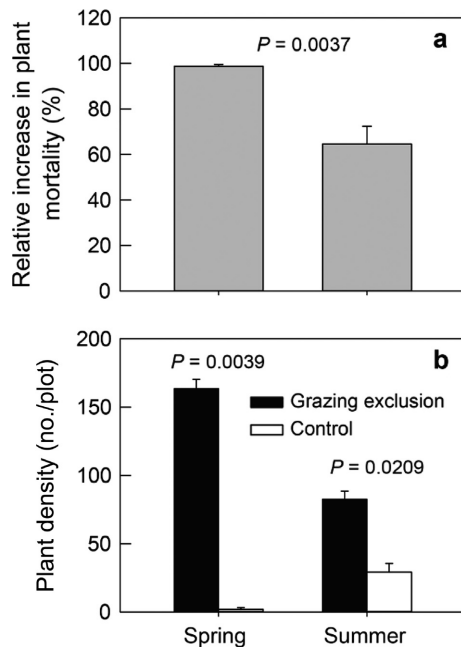 Relative increase in plant
mortality (%)
120
100
80
60
40
20
0
P = 0.0037
a
Plant density (no./plot)
200
150
100
50
0
b
P = 0.0039
Grazing exclusion
Control
P = 0.0209
Spring
Summer